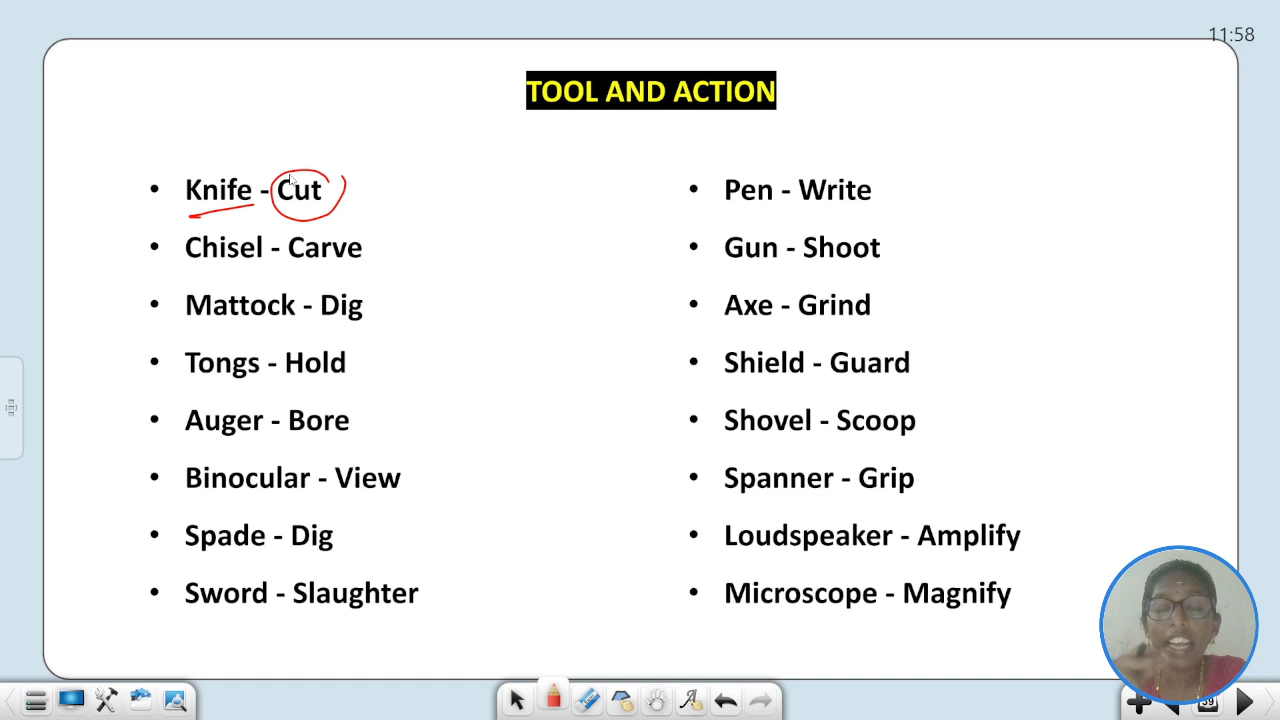 11:58
TOOL AND ACTION
• Knife - Cut
• Chisel - Carve
• Mattock - Dig
• Tongs - Hold
• Auger - Bore
• Binocular - View
• Spade - Dig
• Sword - Slaughter
• Pen - Write
• Gun - Shoot
• Axe - Grind
• Shield - Guard
• Shovel - Scoop
• Spanner - Grip
• Loudspeaker - Amplify
• Microscope - Magnify
39